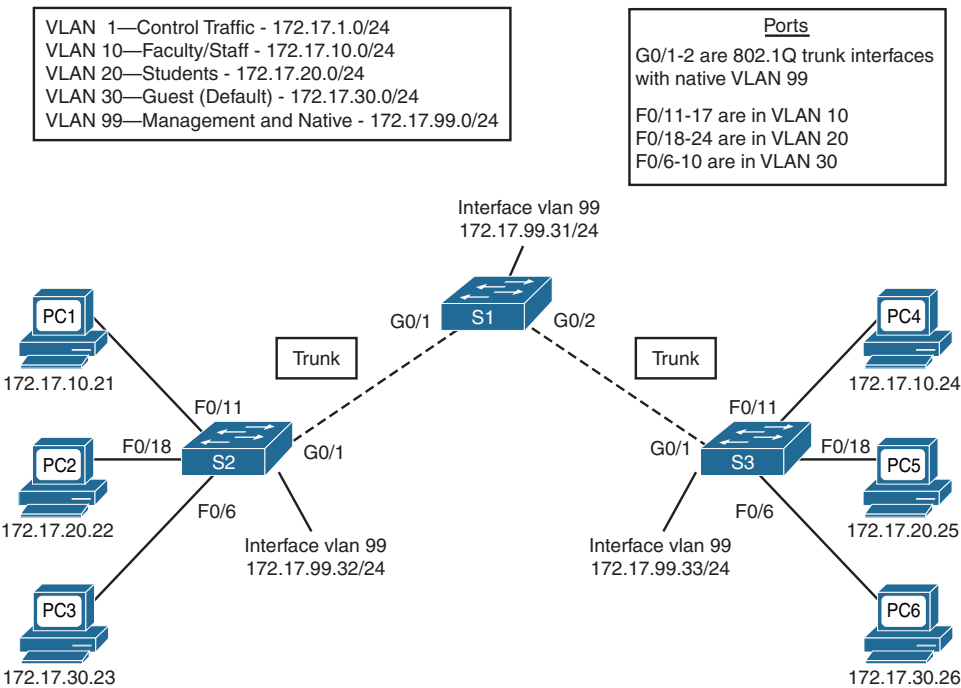 VLAN 1—Control Traffic - 172.17.1.0/24
VLAN 10—Faculty/Staff - 172.17.10.0/24
VLAN 20—Students - 172.17.20.0/24
VLAN 30—Guest (Default) - 172.17.30.0/24
VLAN 99—Management and Native - 172.17.99.0/24
Ports
G0/1-2 are 802.1Q trunk interfaces
with native VLAN 99
F0/11-17 are in VLAN 10
F0/18-24 are in VLAN 20
F0/6-10 are in VLAN 30
Interface vlan 99
172.17.99.31/24
S1
G0/1
G0/2
Trunk
Trunk
PC1
172.17.10.21
PC2
172.17.20.22
PC3
172.17.30.23
F0/11
F0/18
F0/6
S2
G0/1
Interface vlan 99
172.17.99.32/24
G0/1
S3
F0/11
F0/18
F0/6
Interface vlan 99
172.17.99.33/24
PC4
172.17.10.24
PC5
172.17.20.25
PC6
172.17.30.26